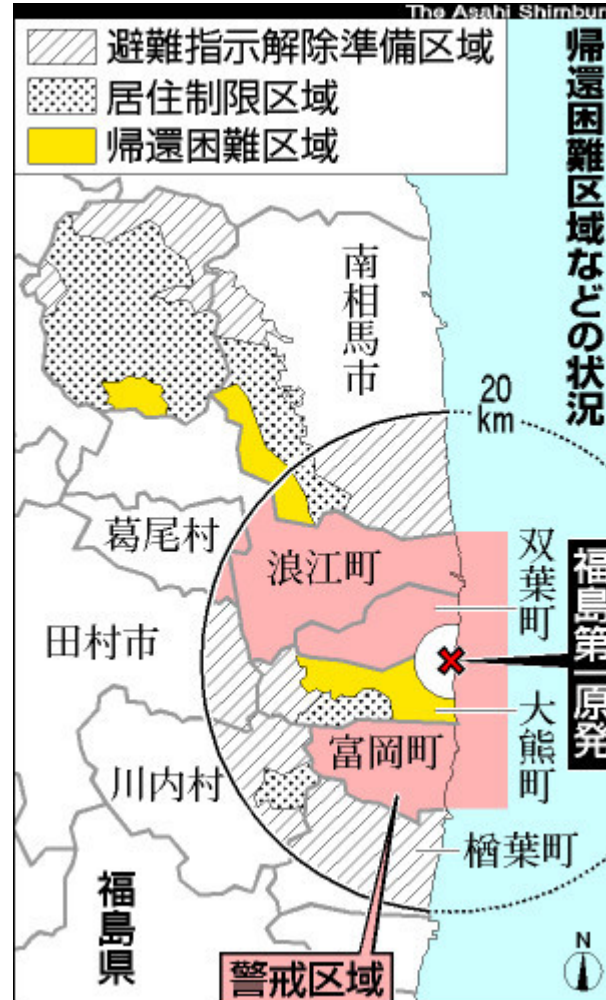 The Asahi Shimbun
避難指示解除準備区域
居住制限区域
帰還困難区域
帰還困難区域などの状況
南相馬市
20
km
葛尾村
浪江町
双葉町
福島第一原発
田村市
大熊町
富岡町
川内村
楢葉町
福島県
警戒区域
N